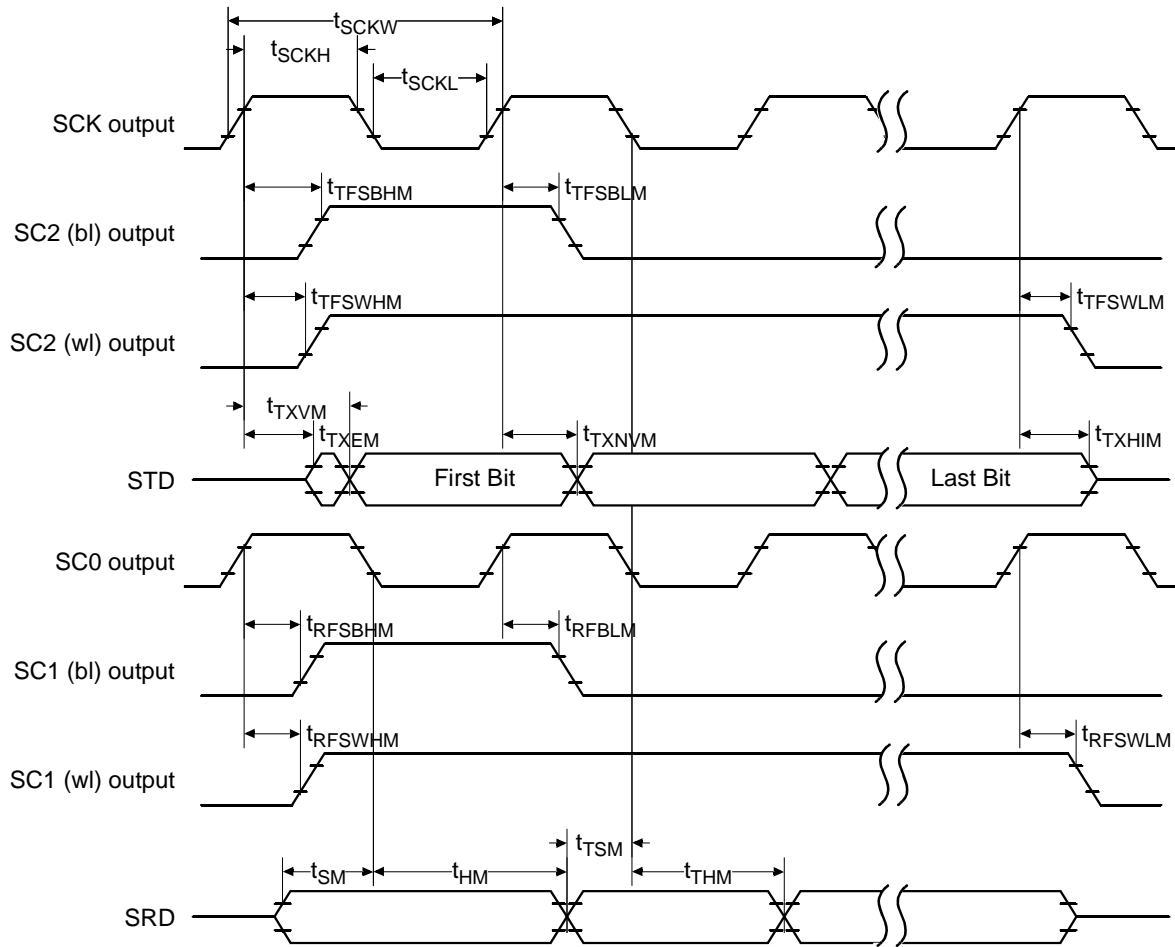 tSCKW
tSCKH
tSCKL
SCK output
tTFSBHM
tTFSBLM
SC2 (bl) output
tTFSWHM
tTFSWLM
SC2 (wl) output
tTXVM
tTXEM
tTXNVM
tTXHIM
STD
First Bit
Last Bit
SC0 output
tRFSBHM
tRFBLM
SC1 (bl) output
tRFSWHM
tRFSWLM
SC1 (wl) output
tTSM
tSM
tHM
tTHM
SRD